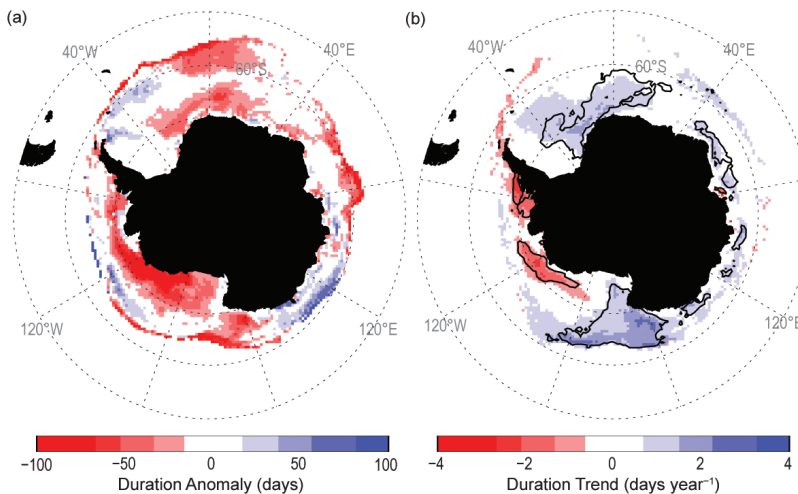 (a)
40°W
40°E
60°S
120°W
120°E
−100
−50
0
50
100
Duration Anomaly (days)
(b)
40°W
40°E
60°S
120°W
120°E
−4
−2
0
2
4
Duration Trend (days year⁻¹)